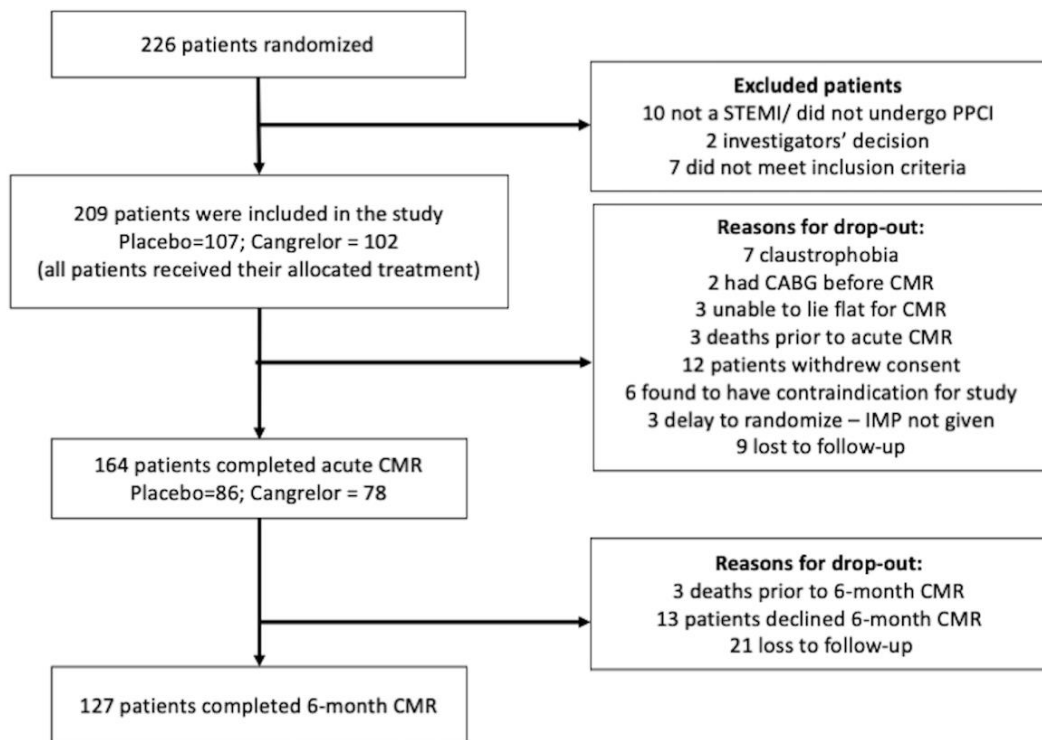 226 patients randomized
Excluded patients
10 not a STEMI/ did not undergo PPCI
2 investigators’ decision
7 did not meet inclusion criteria
209 patients were included in the study
Placebo=107; Cangrelor = 102
(all patients received their allocated treatment)
Reasons for drop-out:
7 claustrophobia
2 had CABG before CMR
3 unable to lie flat for CMR
3 deaths prior to acute CMR
12 patients withdrew consent
6 found to have contraindication for study
3 delay to randomize – IMP not given
9 lost to follow-up
164 patients completed acute CMR
Placebo=86; Cangrelor = 78
Reasons for drop-out:
3 deaths prior to 6-month CMR
13 patients declined 6-month CMR
21 loss to follow-up
127 patients completed 6-month CMR